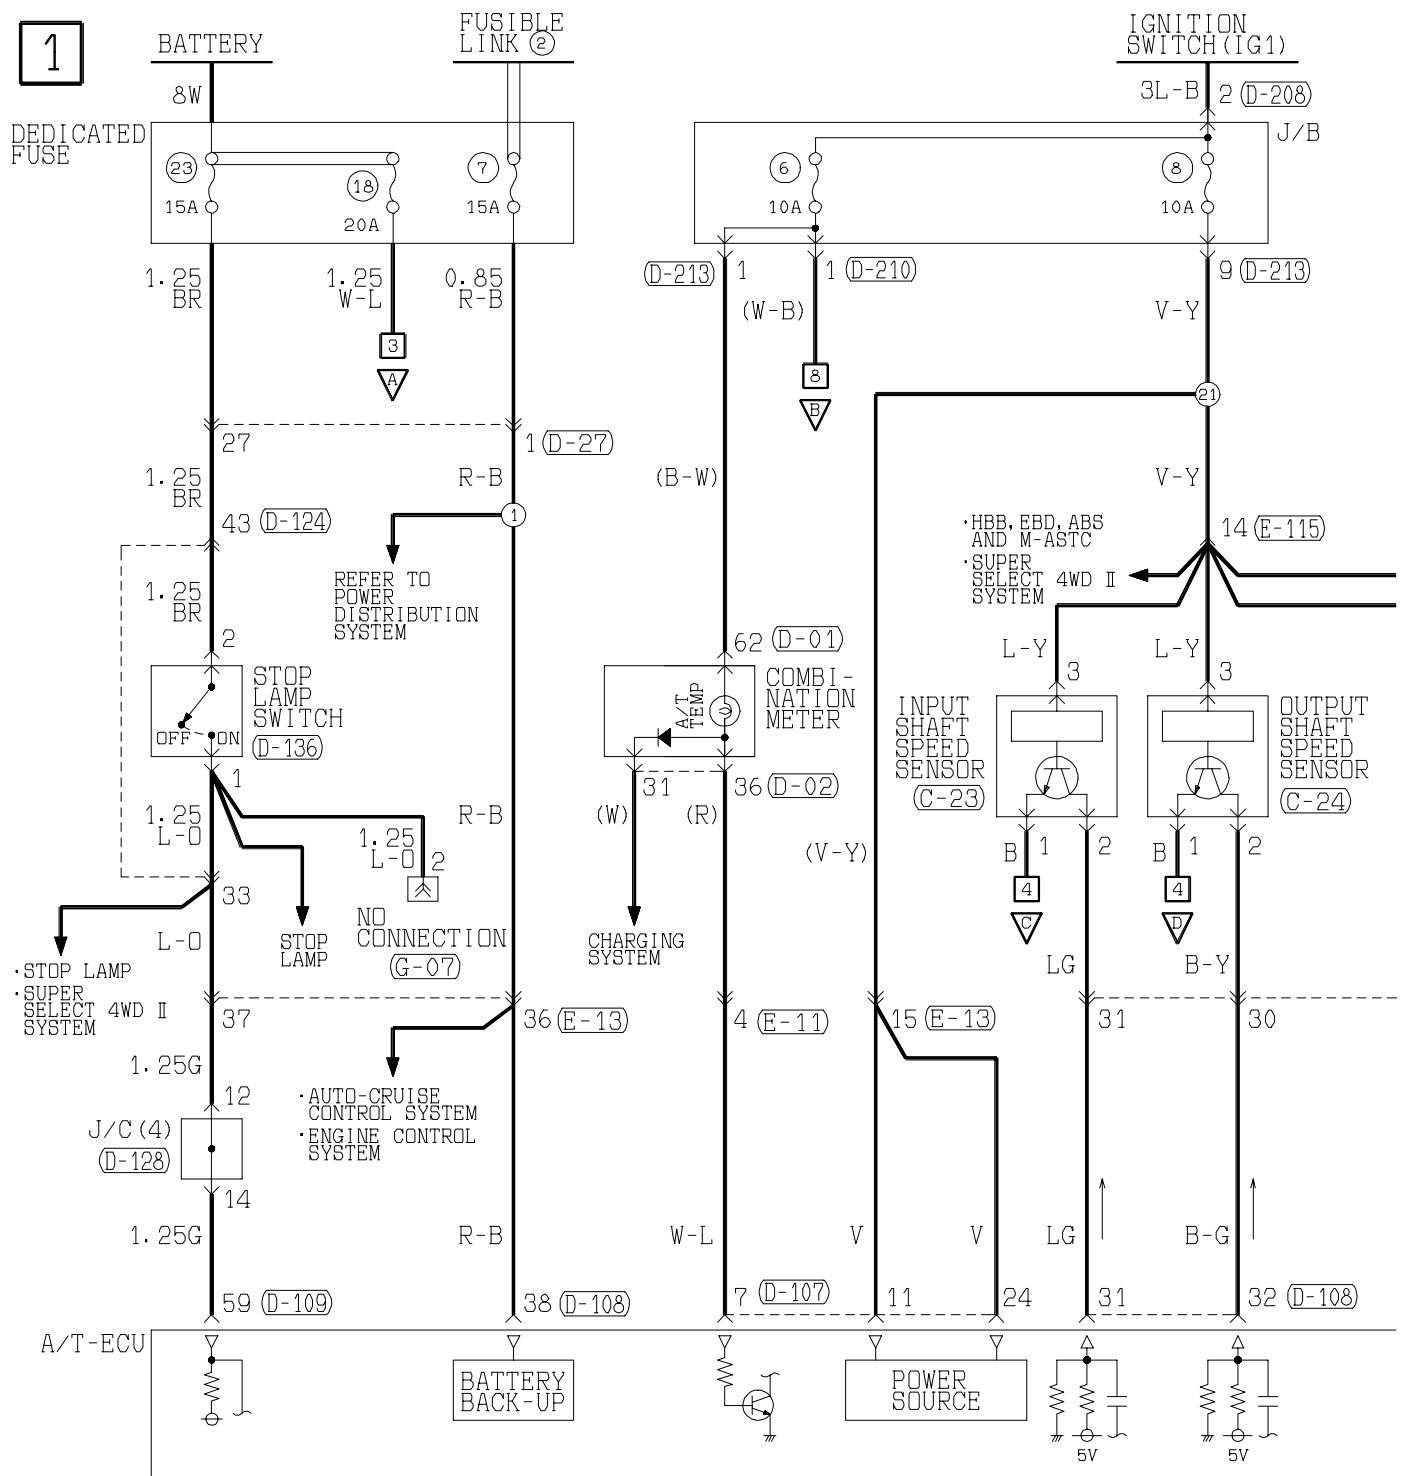 1
BATTERY
FUSIBLE
LINK ②
IGNITION
SWITCH(IG1)
8W
3L-B
2 (D-208)
DEDICATED
FUSE
J/B
23
18
7
6
8
15A
20A
15A
10A
10A
1.25
BR
1.25
W-L
0.85
R-B
(D-213) 1
1 (D-210)
9 (D-213)
(W-B)
V-Y
3
A
8
B
21
27
1 (D-27)
1.25
BR
R-B
(B-W)
V-Y
43 (D-124)
1
·HBB, EBD, ABS
AND M-ASTC
·SUPER
SELECT 4WD II
SYSTEM
14 (E-115)
REFER TO
POWER
DISTRIBUTION
SYSTEM
1.25
BR
2
62 (D-01)
L-Y
3
L-Y
3
STOP
LAMP
SWITCH
(D-136)
OFF ON
A/T
TEMP
COMBI-
NATION
METER
INPUT
SHAFT
SPEED
SENSOR
(C-23)
OUTPUT
SHAFT
SPEED
SENSOR
(C-24)
1
31
36 (D-02)
1.25
L-O
1.25
L-O
2
R-B
(W)
(R)
(V-Y)
B
1
2
B
1
2
33
4
C
4
D
NO
CONNECTION
(G-07)
L-O
STOP
LAMP
CHARGING
SYSTEM
LG
B-Y
·STOP LAMP
·SUPER
SELECT 4WD II
SYSTEM
37
36 (E-13)
4 (E-11)
15 (E-13)
31
30
1.25G
12
·AUTO-CRUISE
CONTROL SYSTEM
·ENGINE CONTROL
SYSTEM
J/C(4)
(D-128)
14
1.25G
R-B
W-L
V
V
LG
B-G
59 (D-109)
38 (D-108)
7 (D-107)
11
24
31
32 (D-108)
A/T-ECU
BATTERY
BACK-UP
POWER
SOURCE
5V
5V